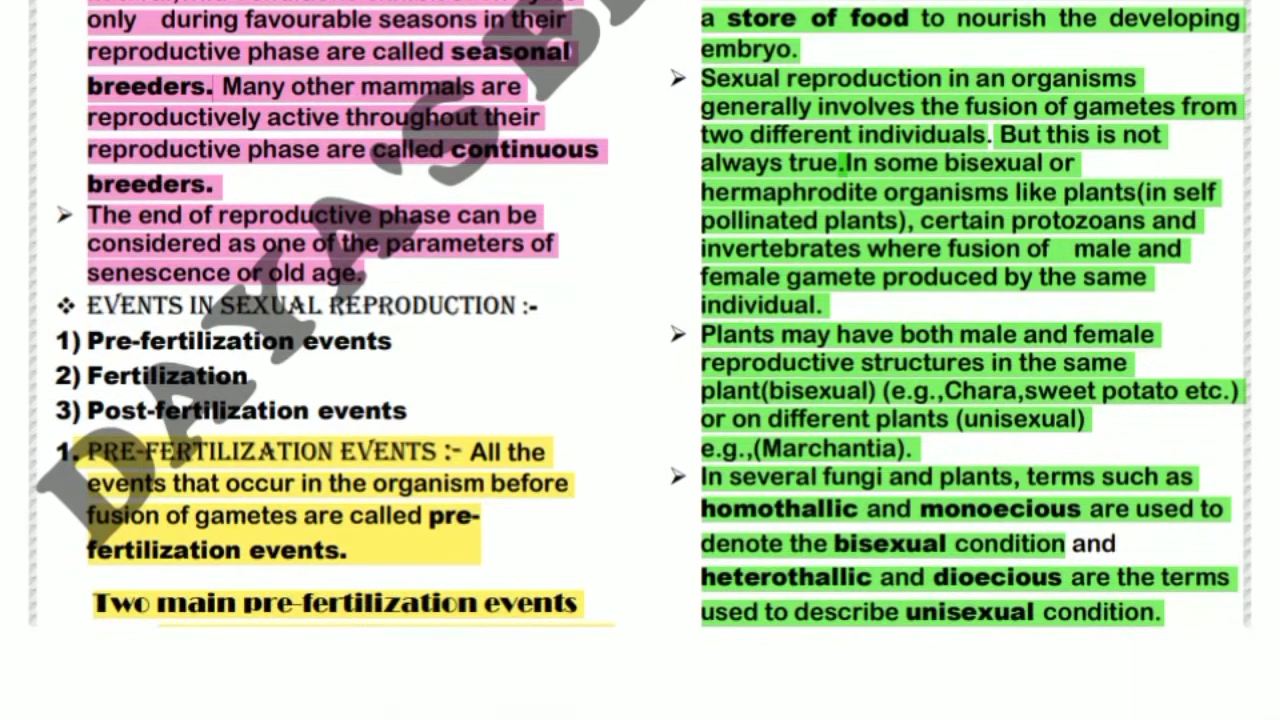 only during favourable seasons in their
reproductive phase are called seasonal
breeders. Many other mammals are
reproductively active throughout their
reproductive phase are called continuous
breeders.
➢ The end of reproductive phase can be
considered as one of the parameters of
senescence or old age.
❖ EVENTS IN SEXUAL REPRODUCTION :-
1) Pre-fertilization events
2) Fertilization
3) Post-fertilization events
1. PRE-FERTILIZATION EVENTS :- All the
events that occur in the organism before
fusion of gametes are called pre-
fertilization events.
Two main pre-fertilization events
a store of food to nourish the developing
embryo.
➢ Sexual reproduction in an organisms
generally involves the fusion of gametes from
two different individuals. But this is not
always true.In some bisexual or
hermaphrodite organisms like plants(in self
pollinated plants), certain protozoans and
invertebrates where fusion of male and
female gamete produced by the same
individual.
➢ Plants may have both male and female
reproductive structures in the same
plant(bisexual) (e.g.,Chara,sweet potato etc.)
or on different plants (unisexual)
e.g.,(Marchantia).
➢ In several fungi and plants, terms such as
homothallic and monoecious are used to
denote the bisexual condition and
heterothallic and dioecious are the terms
used to describe unisexual condition.
DAYA'S